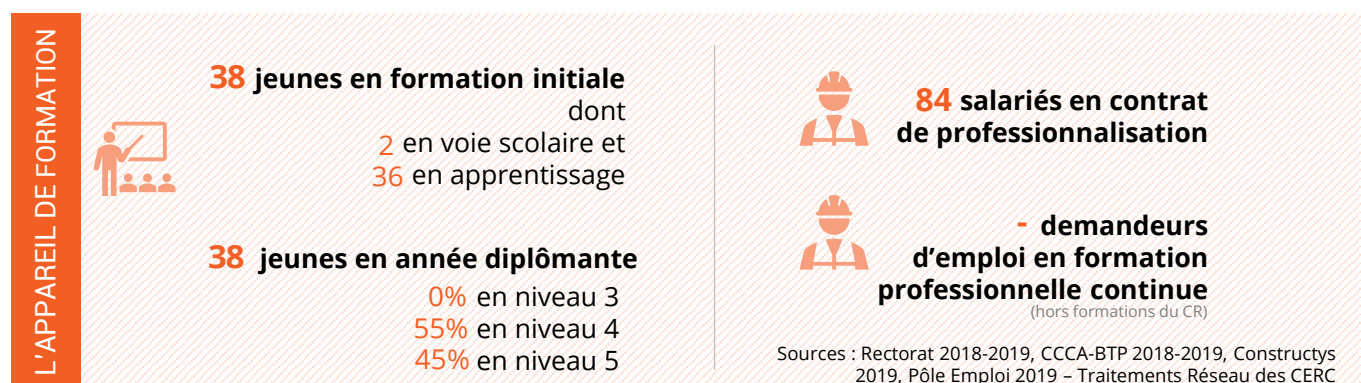 L'APPAREIL DE FORMATION
38 jeunes en formation initiale
dont
2 en voie scolaire et
36 en apprentissage
38 jeunes en année diplômante
0% en niveau 3
55% en niveau 4
45% en niveau 5
84 salariés en contrat
de professionnalisation
- demandeurs
d’emploi en formation
professionnelle continue
(hors formations du CR)
Sources : Rectorat 2018-2019, CCCA-BTP 2018-2019, Constructys
2019, Pôle Emploi 2019 – Traitements Réseau des CERC